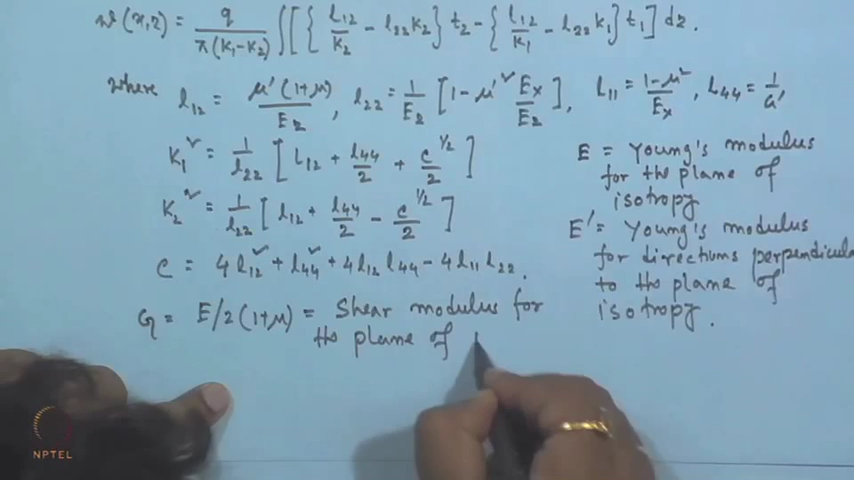 w(x,z) = q / π(k₁-k₂) ∫[{l₁₂/k₂ - l₂₂k₂} t₂ - {l₁₂/k₁ - l₂₂k₁} t₁] dz.
where l₁₂ = μ'(1+μ)/E₂, l₂₂ = 1/E₂ [1-μ'² Eₓ/E₂], L₁₁ = 1-μ²/Eₓ, L₄₄ = 1/G'
k₁² = 1/l₂₂ [L₁₂ + l₄₄/2 + c^1/2/2]
k₂² = 1/l₂₂ [l₁₂ + l₄₄/2 - c^1/2/2]
c = 4l₁₂² + l₄₄² + 4l₁₂ l₄₄ - 4l₁₁ l₂₂.
G = E/2(1+μ) = Shear modulus for
the plane of
E = Young's modulus
for the plane of
isotropy
E' = Young's modulus
for directions perpendicula
to the plane of
isotropy.
NPTEL